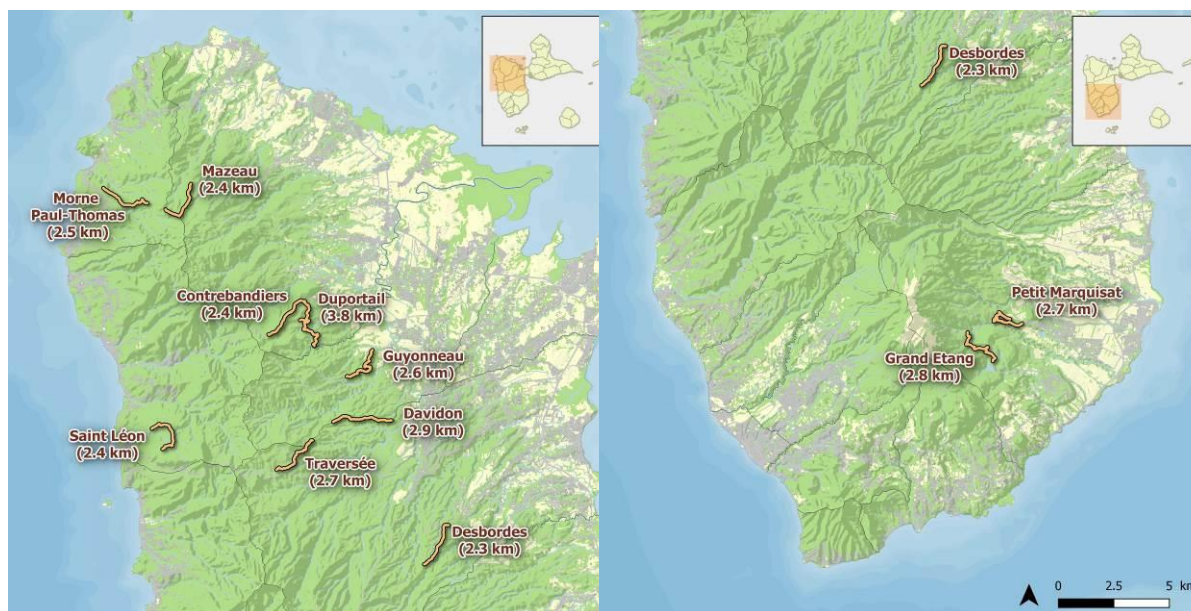 Mazeau
(2.4 km)
Morne
Paul-Thomas
(2.5 km)
Contrebandiers
(2.4 km)
Duportail
(3.8 km)
Guyonneau
(2.6 km)
Davidon
(2.9 km)
Saint Léon
(2.4 km)
Traversée
(2.7 km)
Desbordes
(2.3 km)
Desbordes
(2.3 km)
Petit Marquisat
(2.7 km)
Grand Etang
(2.8 km)
0 2.5 5 km